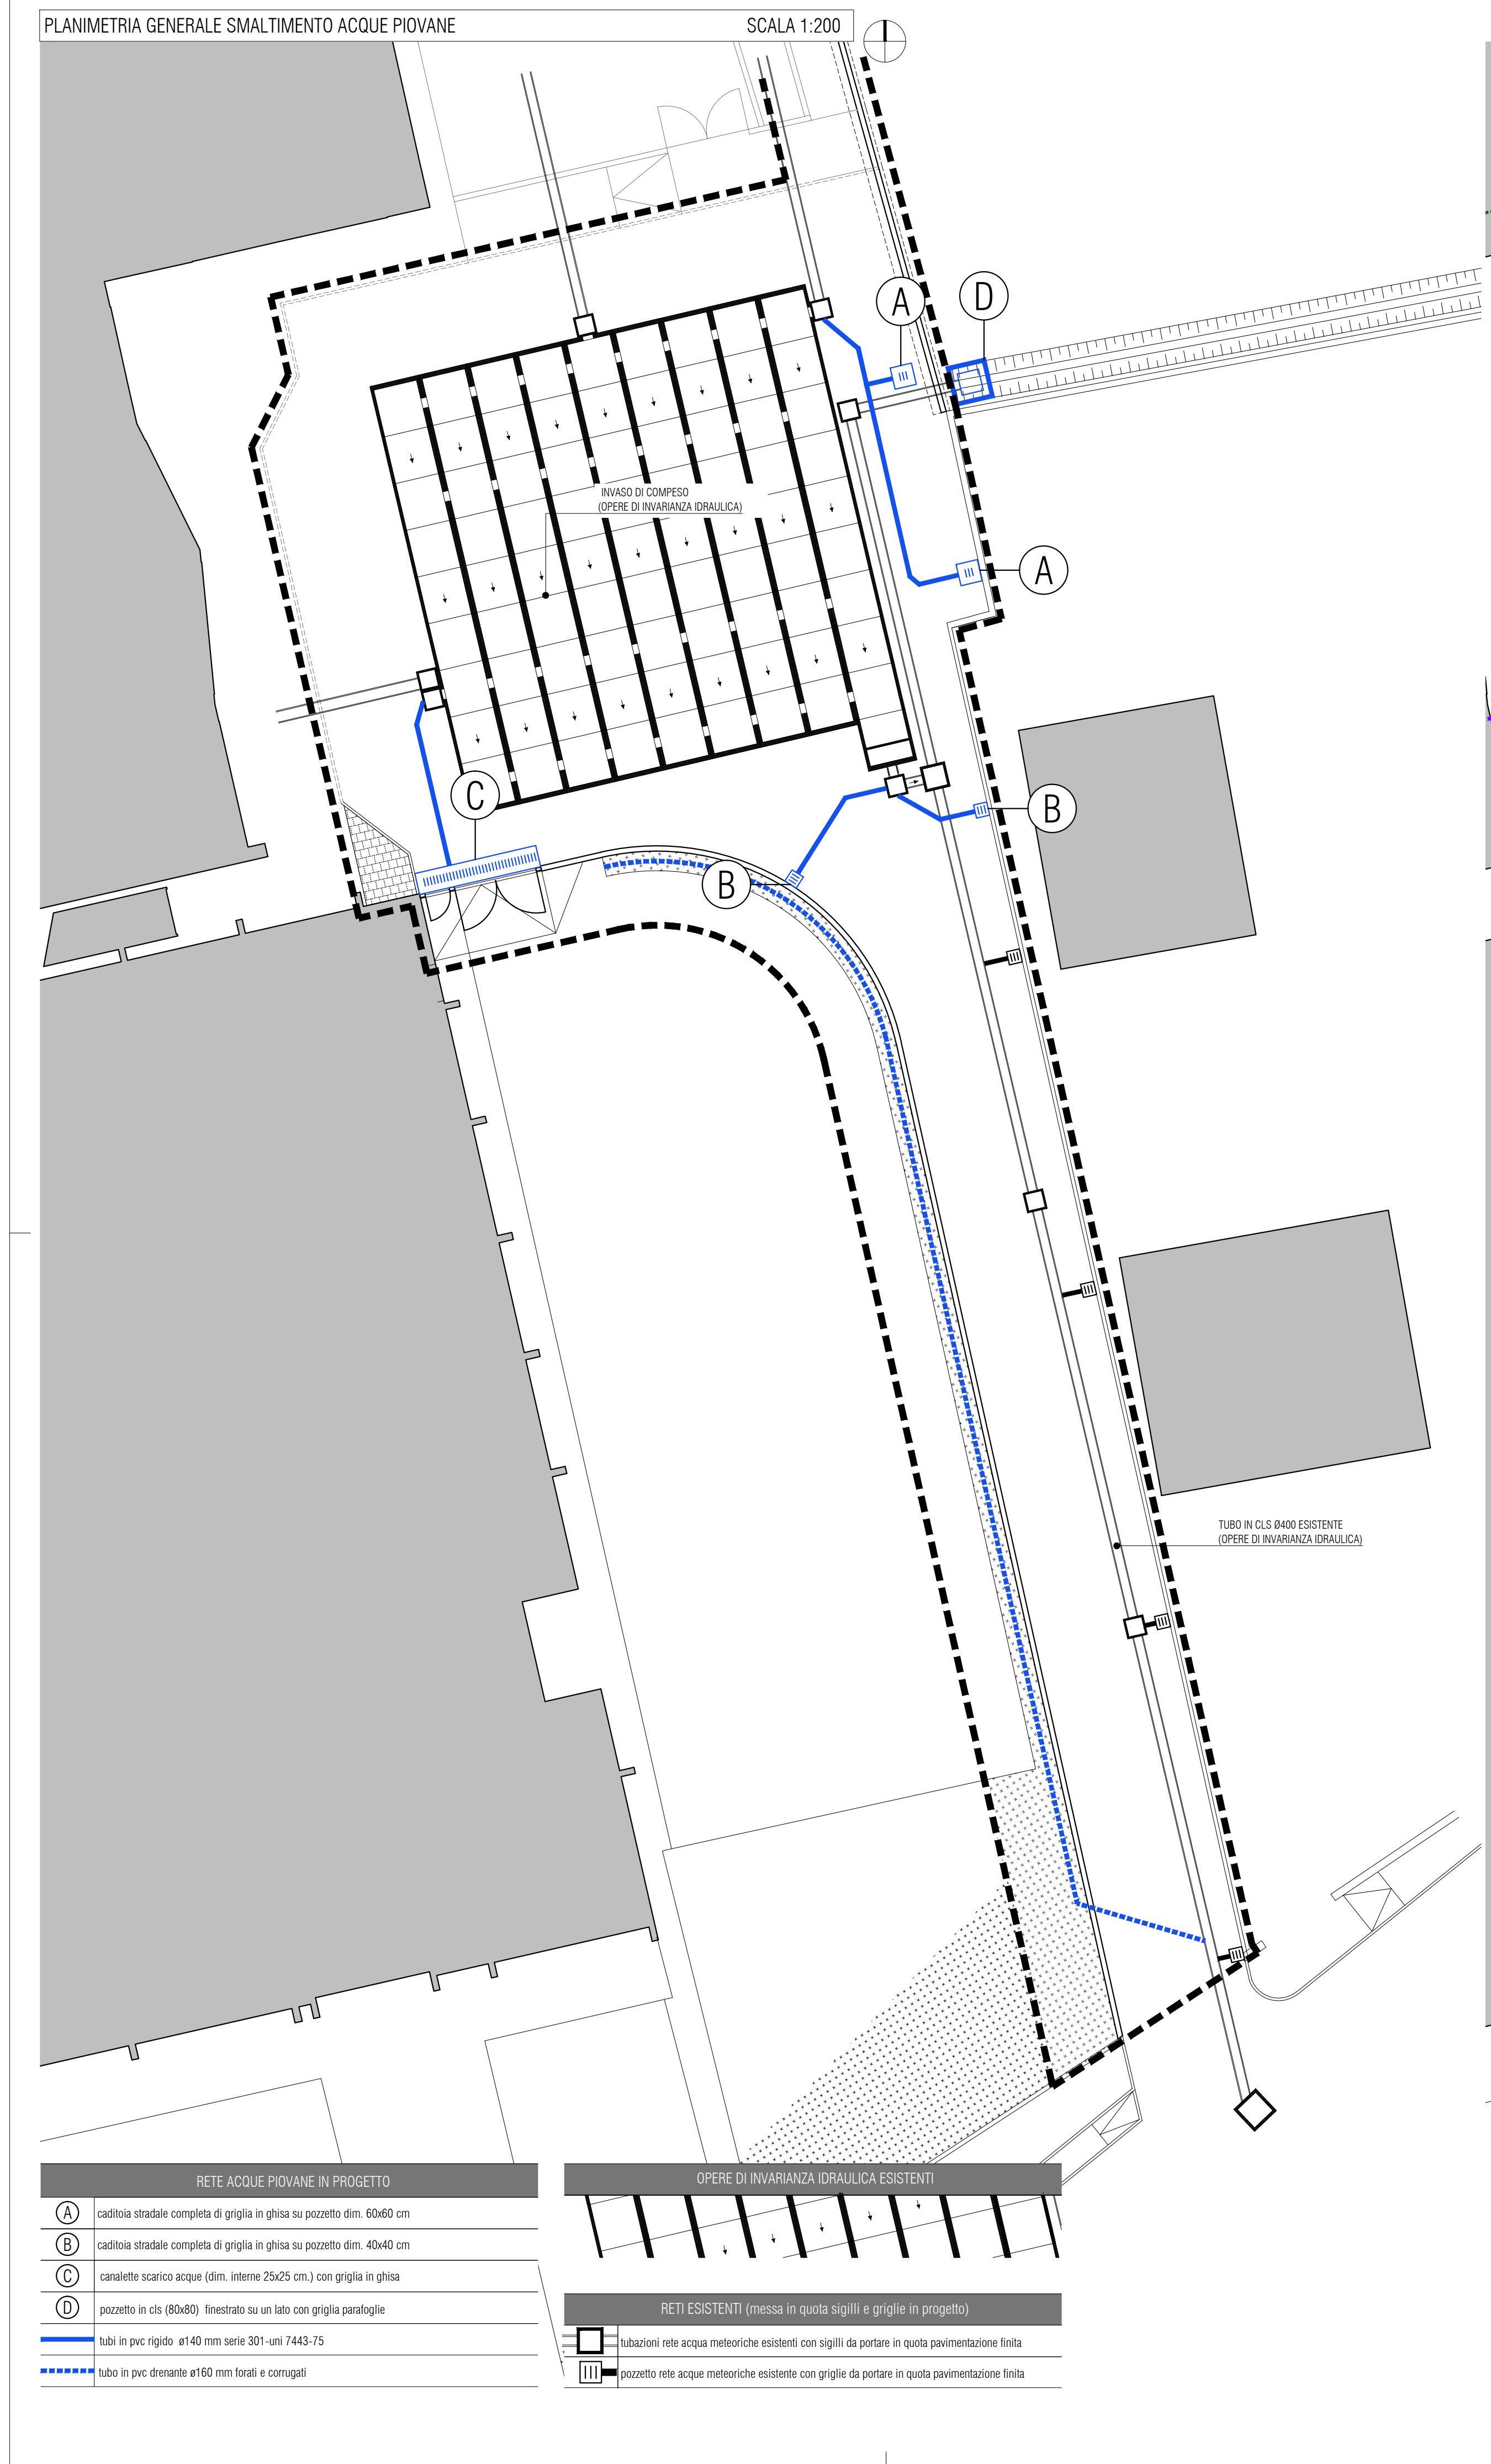 PLANIMETRIA GENERALE SMALTIMENTO ACQUE PIOVANE SCALA 1:200
A
D
INVASO DI COMPESO
(OPERE DI INVARIANZA IDRAULICA)
A
C
B
B
TUBO IN CLS Ø400 ESISTENTE
(OPERE DI INVARIANZA IDRAULICA)
RETE ACQUE PIOVANE IN PROGETTO
A caditoia stradale completa di griglia in ghisa su pozzetto dim. 60x60 cm
B caditoia stradale completa di griglia in ghisa su pozzetto dim. 40x40 cm
C canalette scarico acque (dim. interne 25x25 cm.) con griglia in ghisa
D pozzetto in cls (80x80) finestrato su un lato con griglia parafoglie
tubi in pvc rigido ø140 mm serie 301-uni 7443-75
tubo in pvc drenante ø160 mm forati e corrugati
OPERE DI INVARIANZA IDRAULICA ESISTENTI
RETI ESISTENTI (messa in quota sigilli e griglie in progetto)
tubazioni rete acqua meteoriche esistenti con sigilli da portare in quota pavimentazione finita
pozzetto rete acque meteoriche esistente con griglie da portare in quota pavimentazione finita